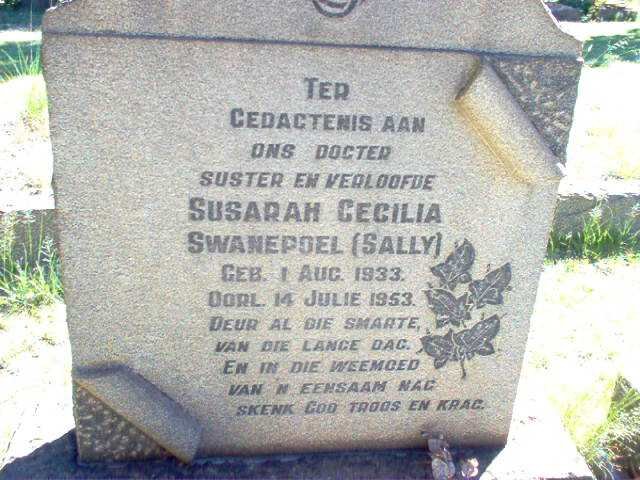 TER
GEDACTENIS AAN
ONS DOCTER
SUSTER EN VERLOOFDE
SUSARAH CECILIA
SWANEPOEL (SALLY)
GEB. 1 AUG. 1933.
OORL. 14 JULIE 1953.
DEUR AL DIE SMARTE,
VAN DIE LANGE DAG.
EN IN DIE WEEMOED
VAN 'N EENSAAM NAG
SKENK GOD TROOS EN KRAG.